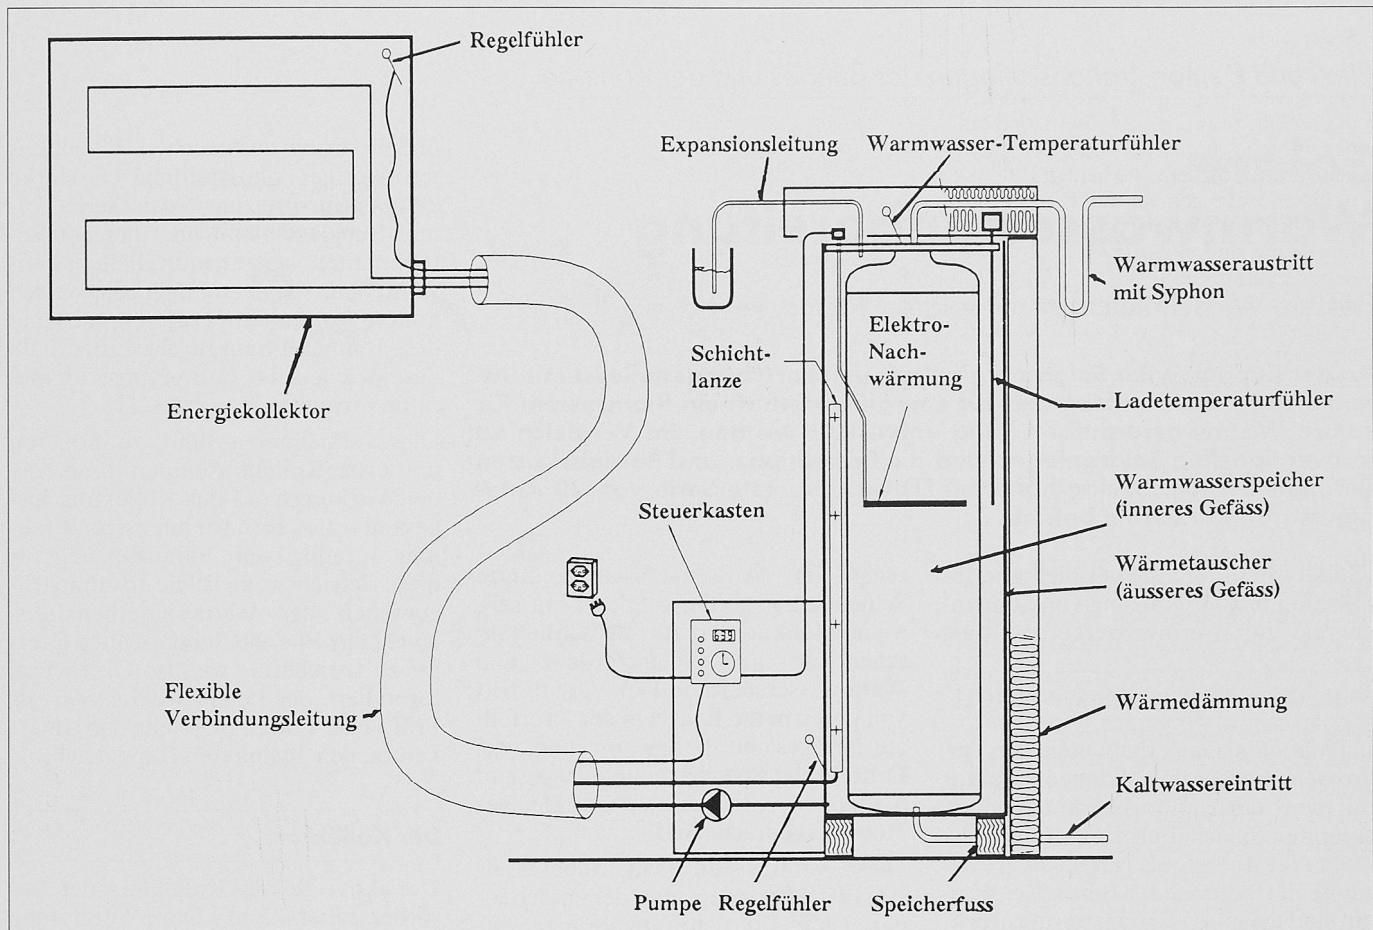 Regelfühler
Expansionsleitung
Warmwasser-Temperaturfühler
Warmwasseraustritt
mit Syphon
Elektro-
Nach-
wärmung
Schicht-
lanze
Ladetemperaturfühler
Energiekollektor
Warmwasserspeicher
(inneres Gefäss)
Steuerkasten
Wärmetauscher
(äusseres Gefäss)
639
Flexible
Verbindungsleitung
Wärmedämmung
Kaltwassereintritt
Pumpe
Regelfühler
Speicherfuss